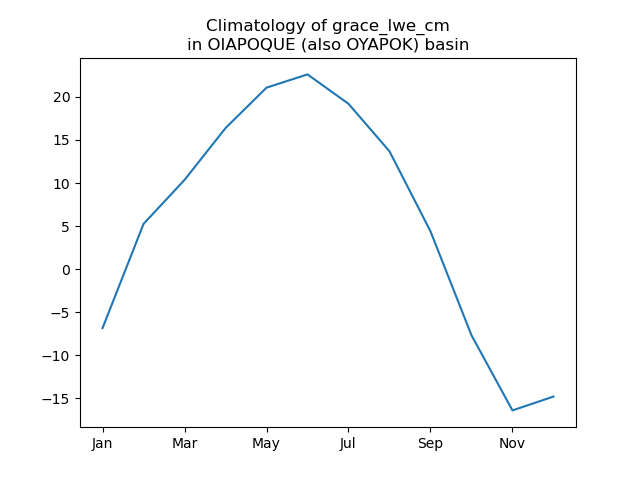 Climatology of grace_lwe_cm
in OIAPOQUE (also OYAPOK) basin
20
15
10
5
0
−5
−10
−15
Jan Mar May Jul Sep Nov